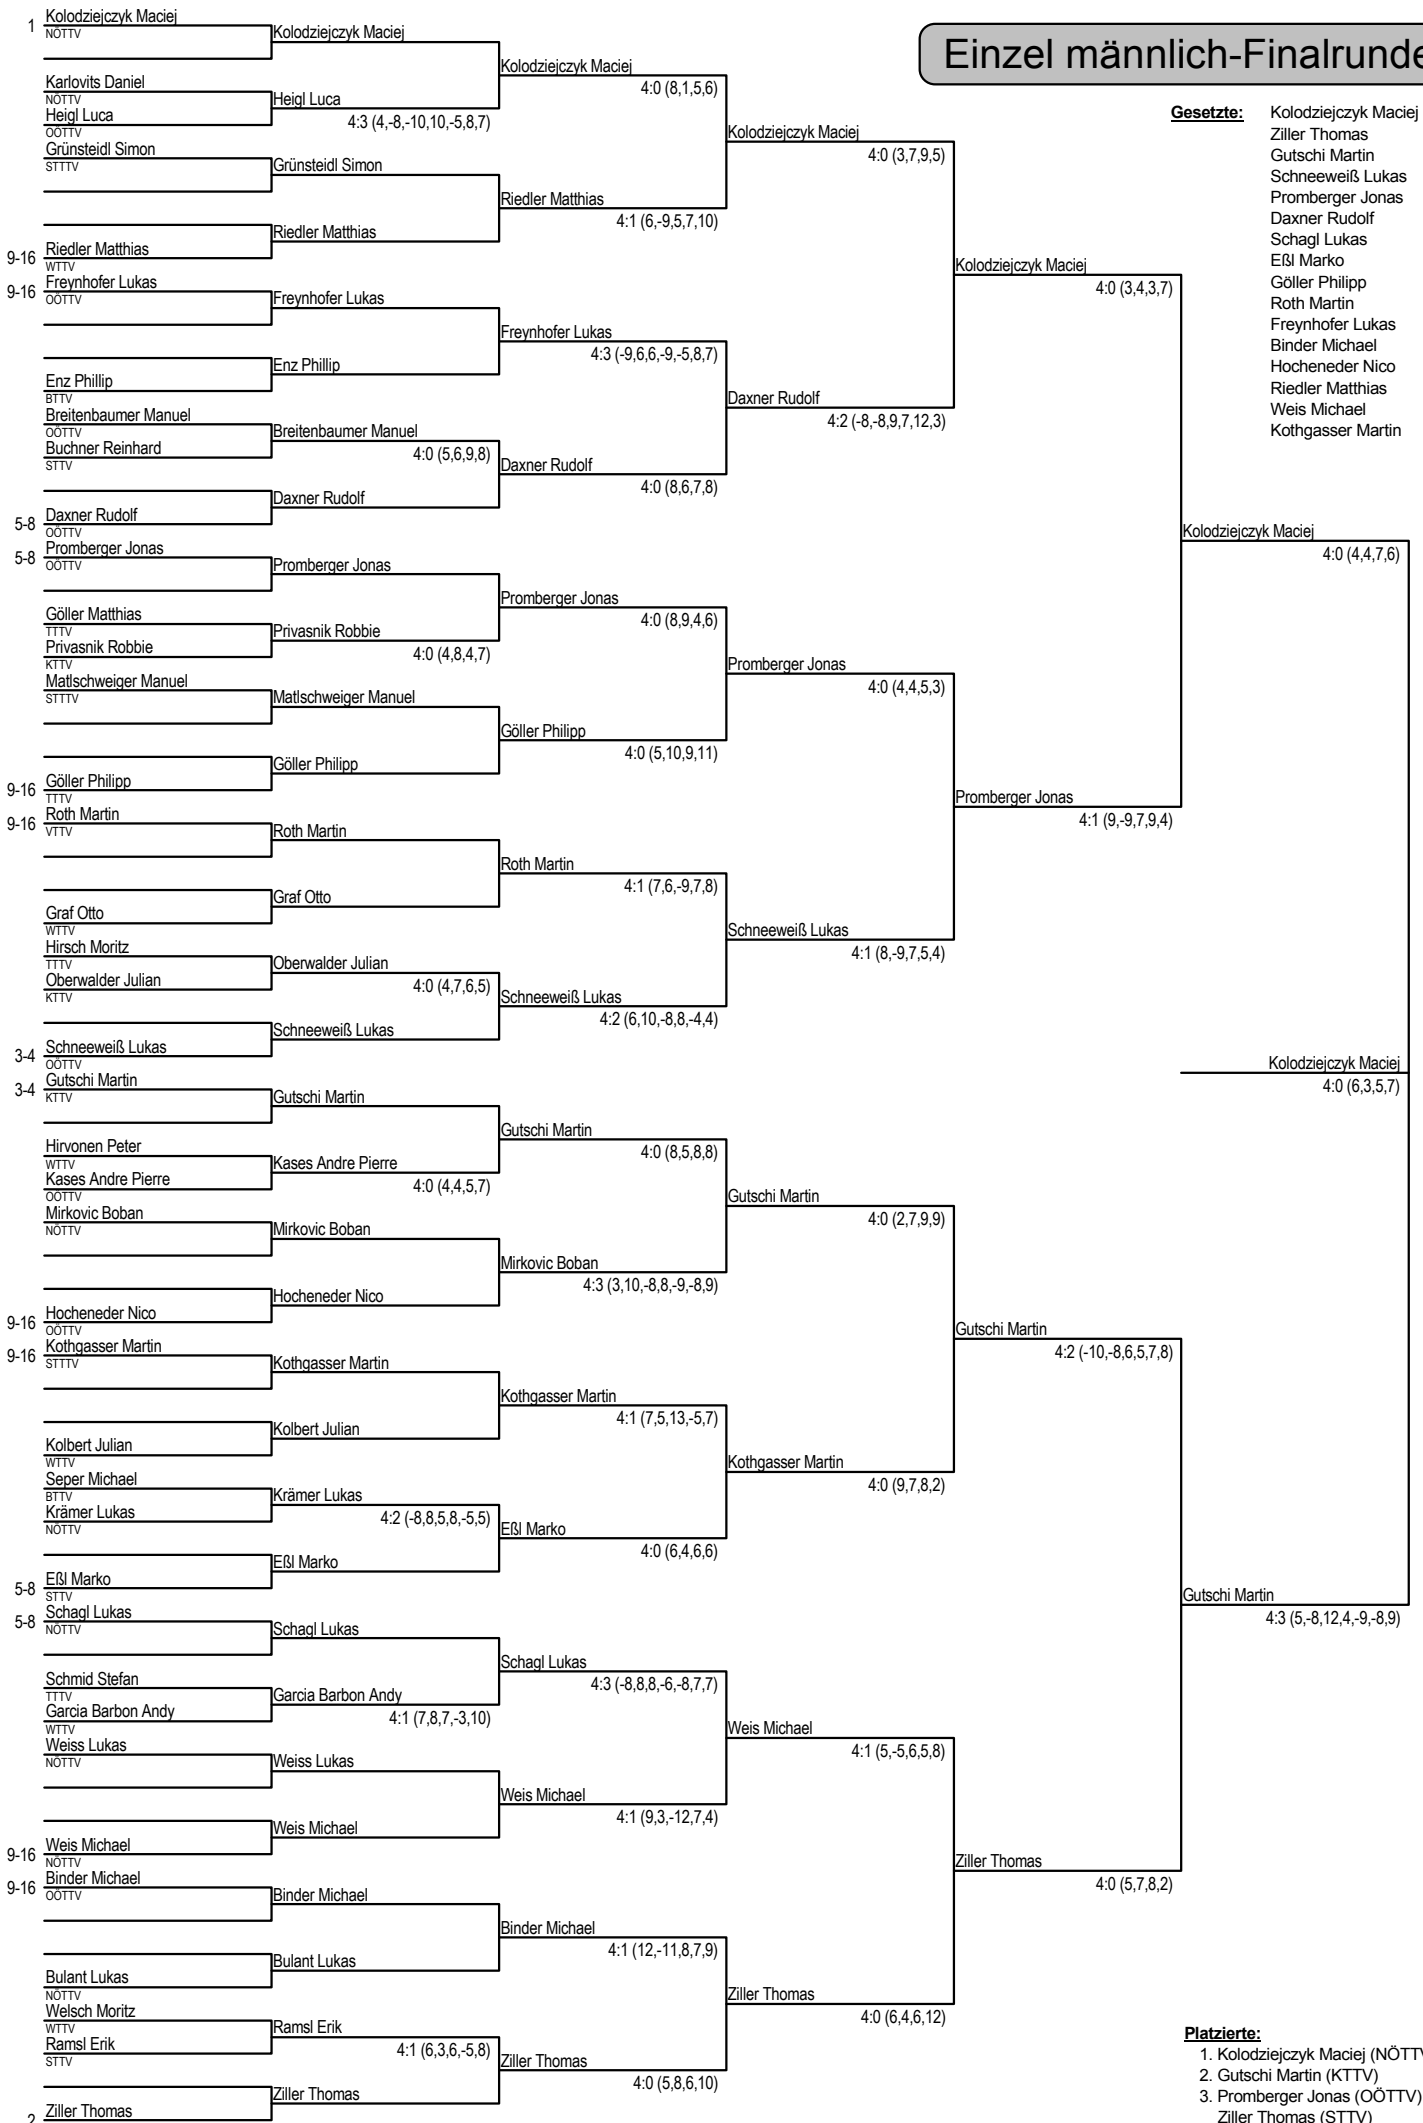 Einzel männlich-Finalrunde
Gesetzte:
Kolodziejczyk Maciej
Ziller Thomas
Gutschi Martin
Schneeweiß Lukas
Promberger Jonas
Daxner Rudolf
Schagl Lukas
Eßl Marko
Göller Philipp
Roth Martin
Freynhofer Lukas
Binder Michael
Hocheneder Nico
Riedler Matthias
Weis Michael
Kothgasser Martin
1 Kolodziejczyk Maciej
NÖTTV
Karlovits Daniel
NÖTTV
Heigl Luca
OÖTTV
Grünsteidl Simon
STTTV
9-16 Riedler Matthias
WTTV
9-16 Freynhofer Lukas
OÖTTV
Enz Phillip
BTTV
Breitenbaumer Manuel
OÖTTV
Buchner Reinhard
STTV
5-8 Daxner Rudolf
OÖTTV
5-8 Promberger Jonas
OÖTTV
Göller Matthias
TTTV
Privasnik Robbie
KTTV
Matlschweiger Manuel
STTTV
9-16 Göller Philipp
TTTV
9-16 Roth Martin
VTTV
Graf Otto
WTTV
Hirsch Moritz
TTTV
Oberwalder Julian
KTTV
3-4 Schneeweiß Lukas
OÖTTV
3-4 Gutschi Martin
KTTV
Hirvonen Peter
WTTV
Kases Andre Pierre
OÖTTV
Mirkovic Boban
NÖTTV
9-16 Hocheneder Nico
OÖTTV
9-16 Kothgasser Martin
STTTV
Kolbert Julian
WTTV
Seper Michael
BTTV
Krämer Lukas
NÖTTV
5-8 Eßl Marko
STTV
5-8 Schagl Lukas
NÖTTV
Schmid Stefan
TTTV
Garcia Barbon Andy
WTTV
Weiss Lukas
NÖTTV
9-16 Weis Michael
NÖTTV
9-16 Binder Michael
OÖTTV
Bulant Lukas
NÖTTV
Welsch Moritz
WTTV
Ramsl Erik
STTV
2 Ziller Thomas
Kolodziejczyk Maciej
Heigl Luca
4:3 (4,-8,-10,10,-5,8,7)
Grünsteidl Simon
Riedler Matthias
Freynhofer Lukas
Enz Phillip
Breitenbaumer Manuel
4:0 (5,6,9,8)
Daxner Rudolf
Promberger Jonas
Privasnik Robbie
4:0 (4,8,4,7)
Matlschweiger Manuel
Göller Philipp
Roth Martin
Graf Otto
Oberwalder Julian
4:0 (4,7,6,5)
Schneeweiß Lukas
Gutschi Martin
Kases Andre Pierre
4:0 (4,4,5,7)
Mirkovic Boban
Hocheneder Nico
Kothgasser Martin
Kolbert Julian
Krämer Lukas
4:2 (-8,8,5,8,-5,5)
Eßl Marko
Schagl Lukas
Garcia Barbon Andy
4:1 (7,8,7,-3,10)
Weiss Lukas
Weis Michael
Binder Michael
Bulant Lukas
Ramsl Erik
4:1 (6,3,6,-5,8)
Ziller Thomas
Kolodziejczyk Maciej
4:0 (8,1,5,6)
Riedler Matthias
4:1 (6,-9,5,7,10)
Freynhofer Lukas
4:3 (-9,6,6,-9,-5,8,7)
Daxner Rudolf
4:0 (8,6,7,8)
Promberger Jonas
4:0 (8,9,4,6)
Göller Philipp
4:0 (5,10,9,11)
Roth Martin
4:1 (7,6,-9,7,8)
Schneeweiß Lukas
4:2 (6,10,-8,8,-4,4)
Gutschi Martin
4:0 (8,5,8,8)
Mirkovic Boban
4:3 (3,10,-8,8,-9,-8,9)
Kothgasser Martin
4:1 (7,5,13,-5,7)
Eßl Marko
4:0 (6,4,6,6)
Schagl Lukas
4:3 (-8,8,8,-6,-8,7,7)
Weis Michael
4:1 (9,3,-12,7,4)
Binder Michael
4:1 (12,-11,8,7,9)
Ziller Thomas
4:0 (5,8,6,10)
Kolodziejczyk Maciej
4:0 (3,7,9,5)
Daxner Rudolf
4:2 (-8,-8,9,7,12,3)
Promberger Jonas
4:0 (4,4,5,3)
Schneeweiß Lukas
4:1 (8,-9,7,5,4)
Gutschi Martin
4:0 (2,7,9,9)
Kothgasser Martin
4:0 (9,7,8,2)
Weis Michael
4:1 (5,-5,6,5,8)
Ziller Thomas
4:0 (6,4,6,12)
Kolodziejczyk Maciej
4:0 (3,4,3,7)
Promberger Jonas
4:1 (9,-9,7,9,4)
Gutschi Martin
4:2 (-10,-8,6,5,7,8)
Ziller Thomas
4:0 (5,7,8,2)
Kolodziejczyk Maciej
4:0 (4,4,7,6)
Gutschi Martin
4:3 (5,-8,12,4,-9,-8,9)
Kolodziejczyk Maciej
4:0 (6,3,5,7)
Platzierte:
1. Kolodziejczyk Maciej (NÖTTV
2. Gutschi Martin (KTTV)
3. Promberger Jonas (OÖTTV)
Ziller Thomas (STTV)